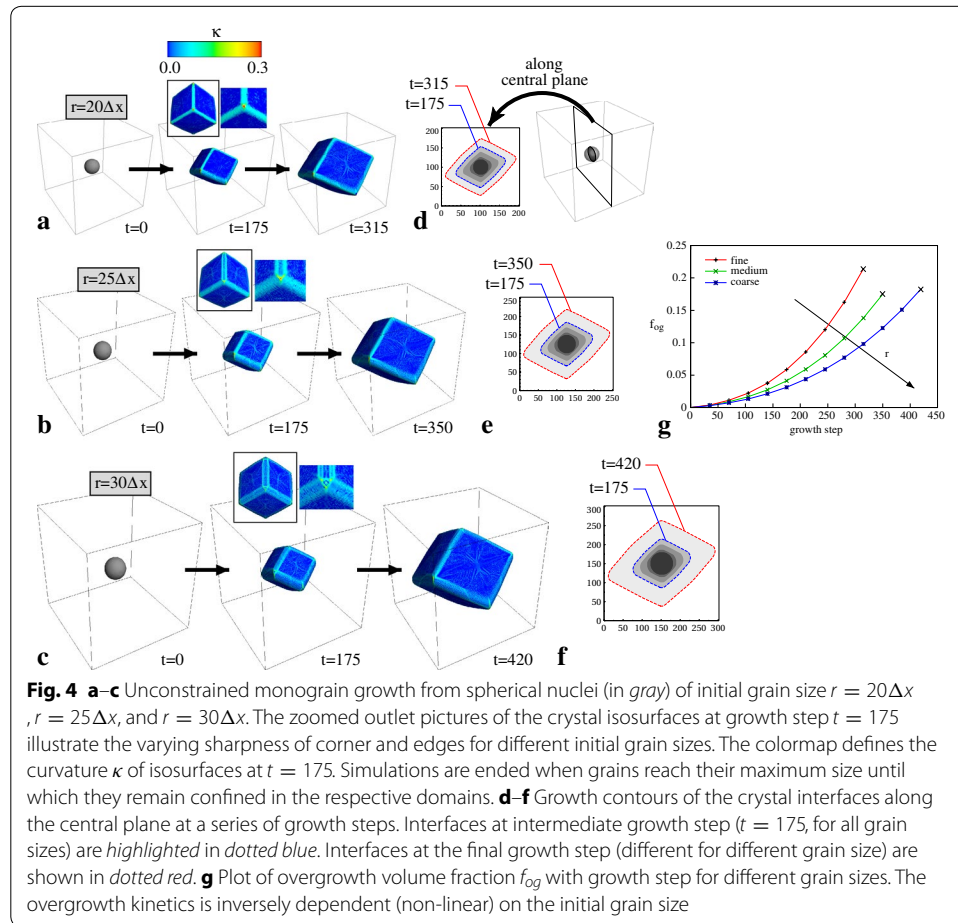 κ
0.0 0.3
r=20Δx
t=0 t=175 t=315
a
along
central plane
t=315
t=175
200
150
100
50
0
0 50 100 150 200
d
r=25Δx
t=0 t=175 t=350
b
t=350
t=175
250
200
150
100
50
0
0 50 100 150 200 250
e
0.25
0.2
0.15
0.1
0.05
0
f_og
fine
medium
coarse
r
0 50 100 150 200 250 300 350 400 450
growth step
g
r=30Δx
t=0 t=175 t=420
c
t=420
t=175
300
250
200
150
100
50
0
0 50 100 150 200 250 300
f
Fig. 4 a–c Unconstrained monograin growth from spherical nuclei (in gray) of initial grain size r = 20Δx
, r = 25Δx, and r = 30Δx. The zoomed outlet pictures of the crystal isosurfaces at growth step t = 175
illustrate the varying sharpness of corner and edges for different initial grain sizes. The colormap defines the
curvature κ of isosurfaces at t = 175. Simulations are ended when grains reach their maximum size until
which they remain confined in the respective domains. d–f Growth contours of the crystal interfaces along
the central plane at a series of growth steps. Interfaces at intermediate growth step (t = 175, for all grain
sizes) are highlighted in dotted blue. Interfaces at the final growth step (different for different grain size) are
shown in dotted red. g Plot of overgrowth volume fraction f_og with growth step for different grain sizes. The
overgrowth kinetics is inversely dependent (non-linear) on the initial grain size